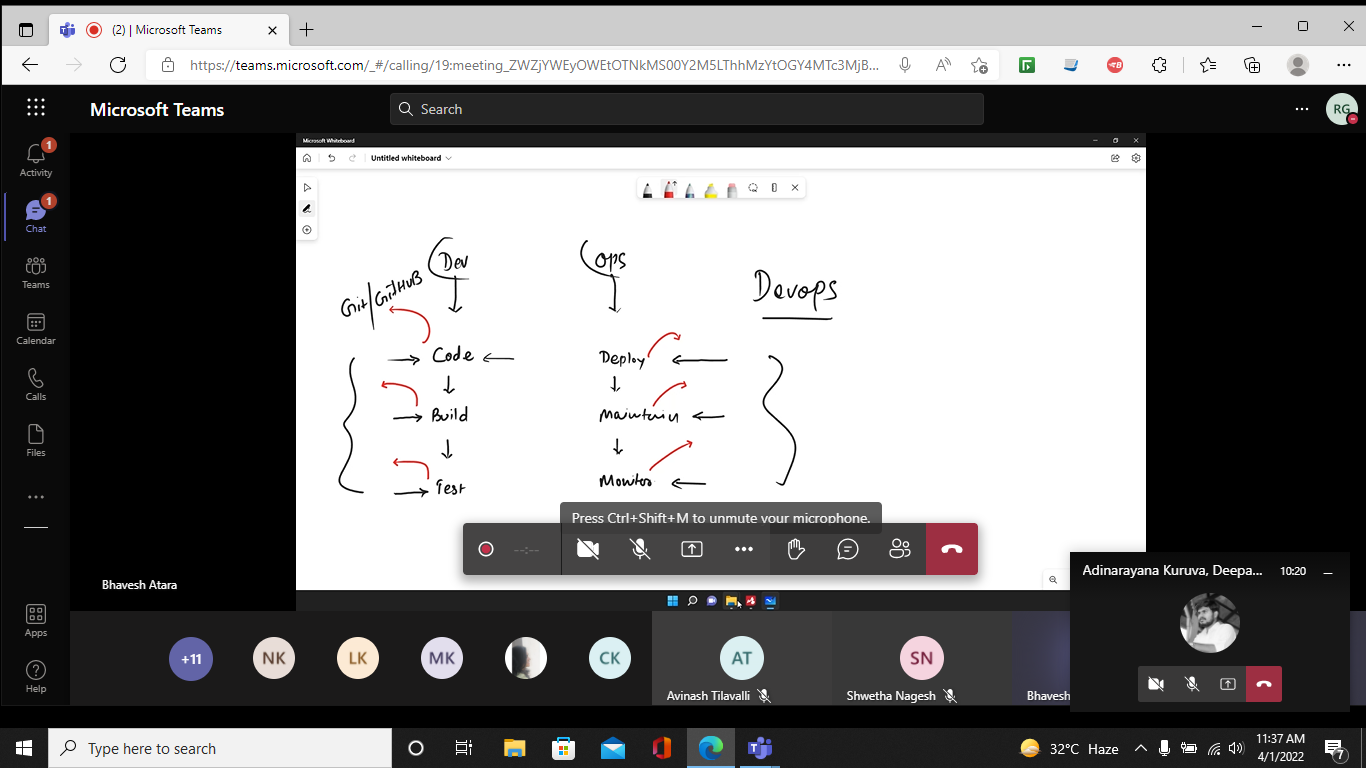 (2) | Microsoft Teams
https://teams.microsoft.com/_#/calling/19:meeting_ZWZjYWEyOWEtOTNkMS00Y2M5LThhMzYtOGY4MTc3MjB...
Microsoft Teams
Search
RG
1
Activity
1
Chat
Teams
Calendar
Calls
Files
Apps
Help
Microsoft Whiteboard
Untitled whiteboard
Dev
Ops
Devops
Git/GitHUB
Code
Deploy
Build
Maintain
Test
Monitor
Press Ctrl+Shift+M to unmute your microphone.
--:--
Bhavesh Atara
Adinarayana Kuruva, Deepa...
10:20
+11
NK
LK
MK
CK
AT
SN
Avinash Tilavalli
Shwetha Nagesh
Bhavesh
Type here to search
32°C Haze
11:37 AM
4/1/2022
7